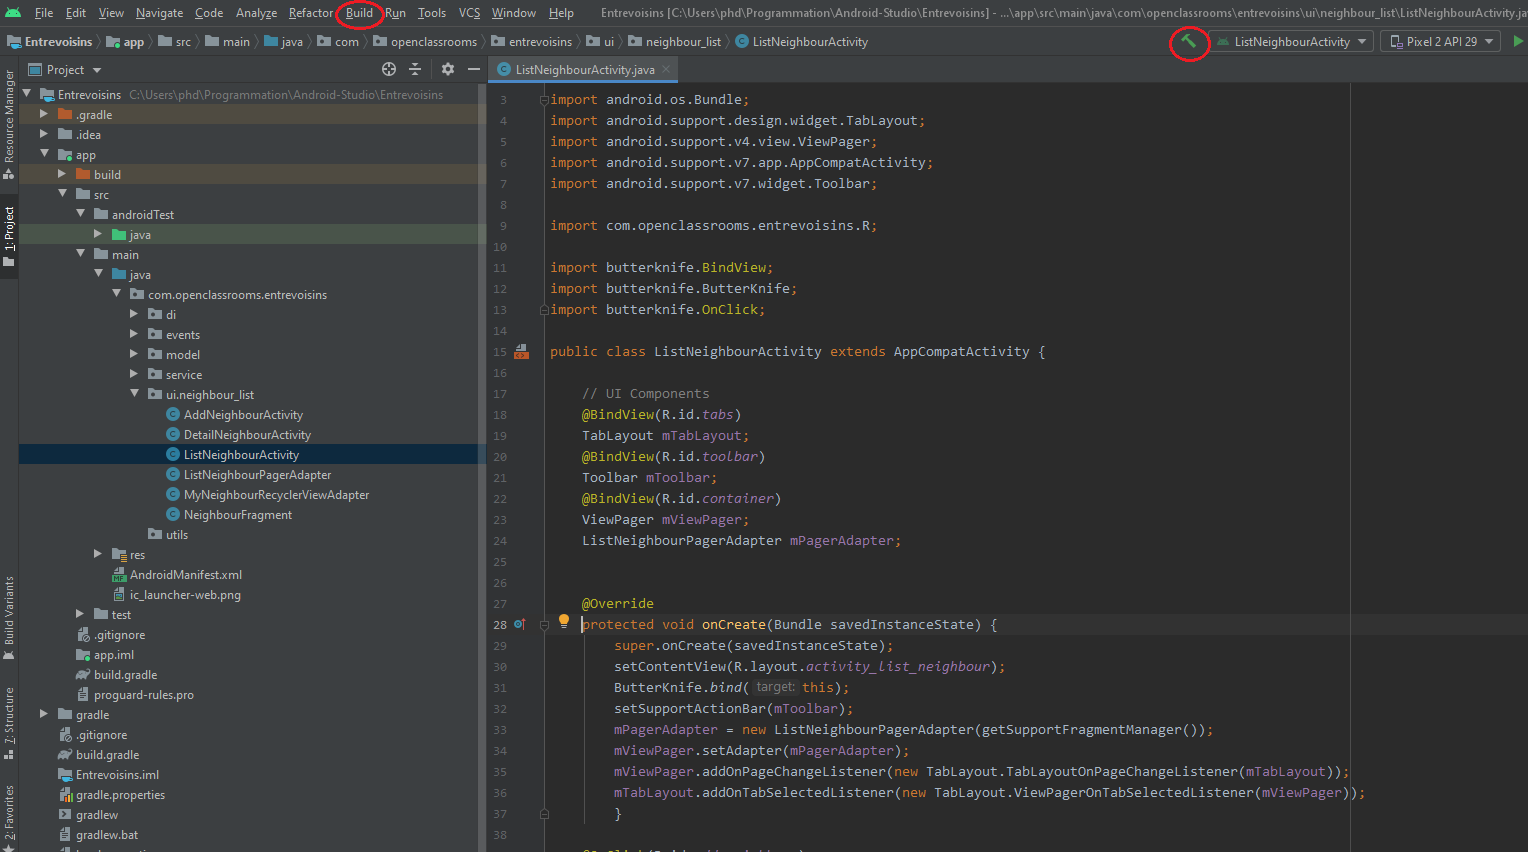 File Edit View Navigate Code Analyze Refactor Build Run Tools VCS Window Help Entrevoisins [C:\Users\phd\Programmation\Android-Studio\Entrevoisins] - ...\app\src\main\java\com\openclassrooms\entrevoisins\ui\neighbour_list\ListNeighbourActivity.jav
Entrevoisins app src main java com openclassrooms entrevoisins ui neighbour_list ListNeighbourActivity ListNeighbourActivity Pixel 2 API 29
Project
ListNeighbourActivity.java
Resource Manager
1: Project
Build Variants
7: Structure
2: Favorites
Entrevoisins C:\Users\phd\Programmation\Android-Studio\Entrevoisins
.gradle
.idea
app
build
src
androidTest
java
main
java
com.openclassrooms.entrevoisins
di
events
model
service
ui.neighbour_list
AddNeighbourActivity
DetailNeighbourActivity
ListNeighbourActivity
ListNeighbourPagerAdapter
MyNeighbourRecyclerViewAdapter
NeighbourFragment
utils
res
AndroidManifest.xml
ic_launcher-web.png
test
.gitignore
app.iml
build.gradle
proguard-rules.pro
gradle
.gitignore
build.gradle
Entrevoisins.iml
gradle.properties
gradlew
gradlew.bat
3 import android.os.Bundle;
4 import android.support.design.widget.TabLayout;
5 import android.support.v4.view.ViewPager;
6 import android.support.v7.app.AppCompatActivity;
7 import android.support.v7.widget.Toolbar;
8
9 import com.openclassrooms.entrevoisins.R;
10
11 import butterknife.BindView;
12 import butterknife.ButterKnife;
13 import butterknife.OnClick;
14
15 public class ListNeighbourActivity extends AppCompatActivity {
16
17 // UI Components
18 @BindView(R.id.tabs)
19 TabLayout mTabLayout;
20 @BindView(R.id.toolbar)
21 Toolbar mToolbar;
22 @BindView(R.id.container)
23 ViewPager mViewPager;
24 ListNeighbourPagerAdapter mPagerAdapter;
25
26
27 @Override
28 protected void onCreate(Bundle savedInstanceState) {
29 super.onCreate(savedInstanceState);
30 setContentView(R.layout.activity_list_neighbour);
31 ButterKnife.bind( target: this);
32 setSupportActionBar(mToolbar);
33 mPagerAdapter = new ListNeighbourPagerAdapter(getSupportFragmentManager());
34 mViewPager.setAdapter(mPagerAdapter);
35 mViewPager.addOnPageChangeListener(new TabLayout.TabLayoutOnPageChangeListener(mTabLayout));
36 mTabLayout.addOnTabSelectedListener(new TabLayout.ViewPagerOnTabSelectedListener(mViewPager));
37 }
38